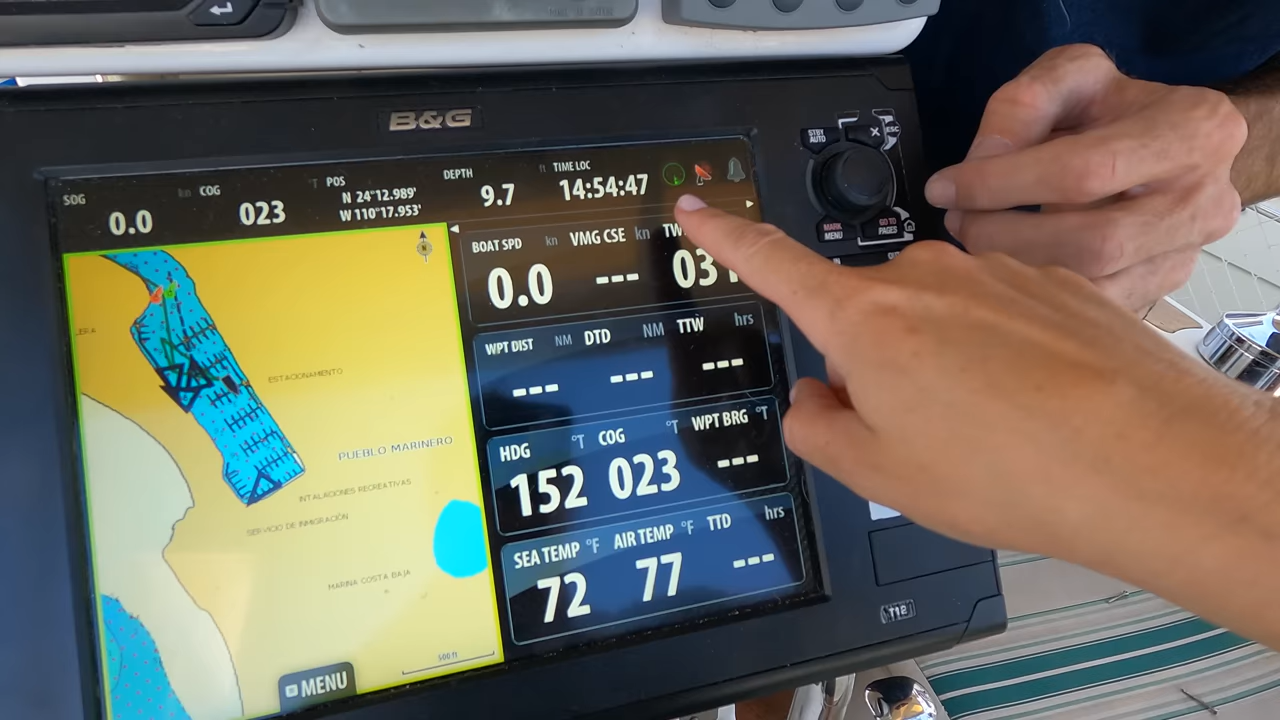 B&G
STBY
AUTO
X
ESC
MARK
MENU
GO TO
PAGES
SOG kn COG °T POS DEPTH ft TIME LOC
0.0 023 N 24°12.989' 9.7 14:54:47
W 110°17.953'
BOAT SPD kn VMG CSE kn
0.0 ---
WPT DIST NM DTD NM TTW hrs
--- --- ---
HDG °T COG °T WPT BRG °T
152 023 ---
SEA TEMP °F AIR TEMP °F TTD hrs
72 77 ---
N
ESTACIONAMIENTO
PUEBLO MARINERO
INTALACIONES RECREATIVAS
SERVICIO DE INMIGRACIÓN
MARINA COSTA BAJA
500 ft
MENU
T12